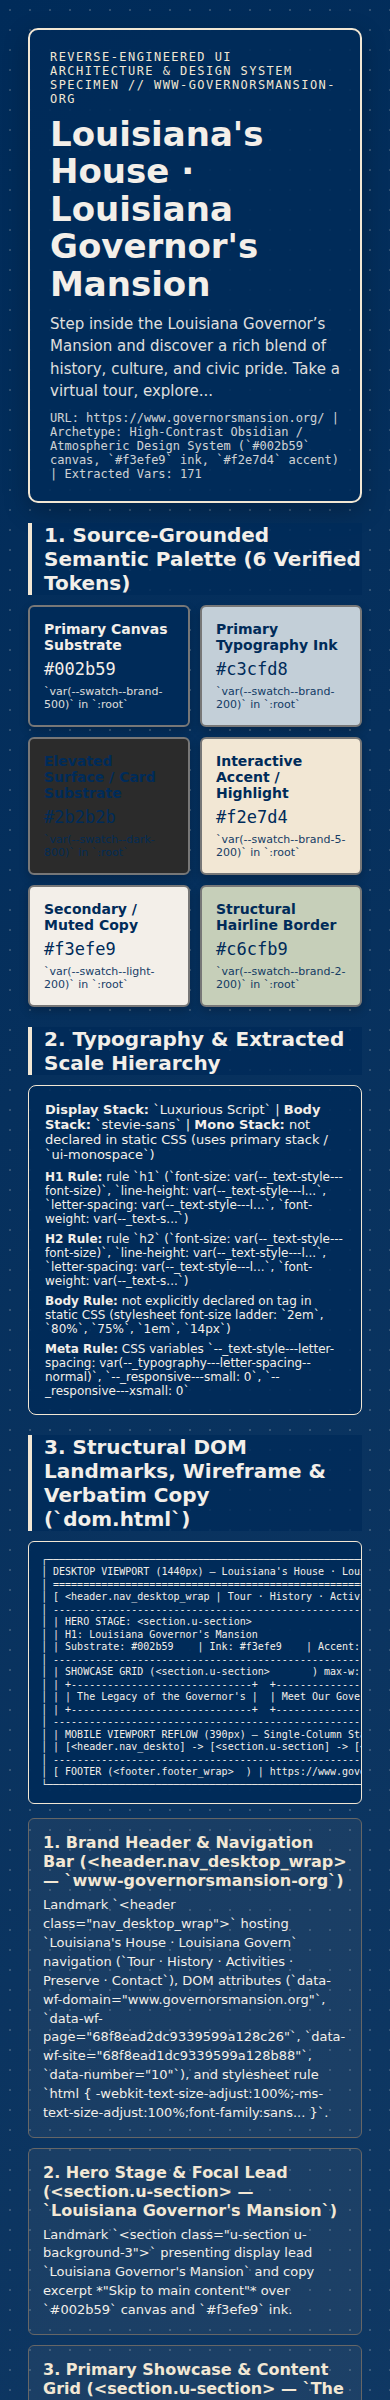 REVERSE-ENGINEERED UI
ARCHITECTURE & DESIGN SYSTEM
SPECIMEN // WWW-GOVERNORSMANSION-
ORG
Louisiana's
House ·
Louisiana
Governor's
Mansion
Step inside the Louisiana Governor’s
Mansion and discover a rich blend of
history, culture, and civic pride. Take a
virtual tour, explore...
URL: https://www.governorsmansion.org/ |
Archetype: High-Contrast Obsidian /
Atmospheric Design System (`#002b59`
canvas, `#f3efe9` ink, `#f2e7d4` accent)
| Extracted Vars: 171
1. Source-Grounded
Semantic Palette (6 Verified
Tokens)
Primary Canvas
Substrate
#002b59
`var(--swatch--brand-
500)` in `:root`
Primary
Typography Ink
#c3cfd8
`var(--swatch--brand-
200)` in `:root`
Elevated
Surface / Card
Substrate
#2b2b2b
`var(--swatch--dark-
900)` in `:root`
Interactive
Accent /
Highlight
#f2e7d4
`var(--swatch--brand-5-
200)` in `:root`
Secondary /
Muted Copy
#f3efe9
`var(--swatch--light-
200)` in `:root`
Structural
Hairline Border
#c6cfb9
`var(--swatch--brand-2-
200)` in `:root`
2. Typography & Extracted
Scale Hierarchy
Display Stack: `Luxurious Script` | Body
Stack: `stevie-sans` | Mono Stack: not
declared in static CSS (uses primary stack /
`ui-monospace`)
H1 Rule: rule `h1` (`font-size: var(--_text-style---
font-size)`, `line-height: var(--_text-style---l...`,
`letter-spacing: var(--_text-style---l...`, `font-
weight: var(--_text-s...`)
H2 Rule: rule `h2` (`font-size: var(--_text-style---
font-size)`, `line-height: var(--_text-style---l...`,
`letter-spacing: var(--_text-style---l...`, `font-
weight: var(--_text-s...`)
Body Rule: not explicitly declared on tag in
static CSS (stylesheet font-size ladder: `2em`,
`80%`, `75%`, `1em`, `14px`)
Meta Rule: CSS variables `--_text-style---letter-
spacing: var(--_typography---letter-spacing--
normal)`, `--_responsive---small: 0`, `--
_responsive---xsmall: 0`
3. Structural DOM
Landmarks, Wireframe &
Verbatim Copy
(`dom.html`)
DESKTOP VIEWPORT (1440px) — Louisiana's House · Lou
[ <header.nav_desktop_wrap | Tour · History · Activ
| HERO STAGE: <section.u-section>
| H1: Louisiana Governor's Mansion
| Substrate: #002b59 | Ink: #f3efe9 | Accent:
| SHOWCASE GRID (<section.u-section> ) max-w:
| | +------------------------------+ +--------------
| | | The Legacy of the Governor's | | Meet Our Gove
| | +------------------------------+ +--------------
| MOBILE VIEWPORT REFLOW (390px) — Single-Column St
| [<header.nav_deskto] -> [<section.u-section] -> [<
[ FOOTER (<footer.footer_wrap> ) | https://www.gov
1. Brand Header & Navigation
Bar (<header.nav_desktop_wrap>
— `www-governorsmansion-org`)
Landmark `<header
class="nav_desktop_wrap">` hosting
`Louisiana's House · Louisiana Govern`
navigation (`Tour · History · Activities ·
Preserve · Contact`), DOM attributes (`data-
wf-domain="www.governorsmansion.org"`,
`data-wf-
page="68f8ead2dc9339599a128c26"`, `data-
wf-site="68f8ead1dc9339599a128b88"`,
`data-number="10"`), and stylesheet rule
`html { -webkit-text-size-adjust:100%;-ms-
text-size-adjust:100%;font-family:sans... }`.
2. Hero Stage & Focal Lead
(<section.u-section> —
`Louisiana Governor's Mansion`)
Landmark `<section class="u-section u-
background-3">` presenting display lead
`Louisiana Governor's Mansion` and copy
excerpt *"Skip to main content"* over
`#002b59` canvas and `#f3efe9` ink.
3. Primary Showcase & Content
Grid (<section.u-section> — `The